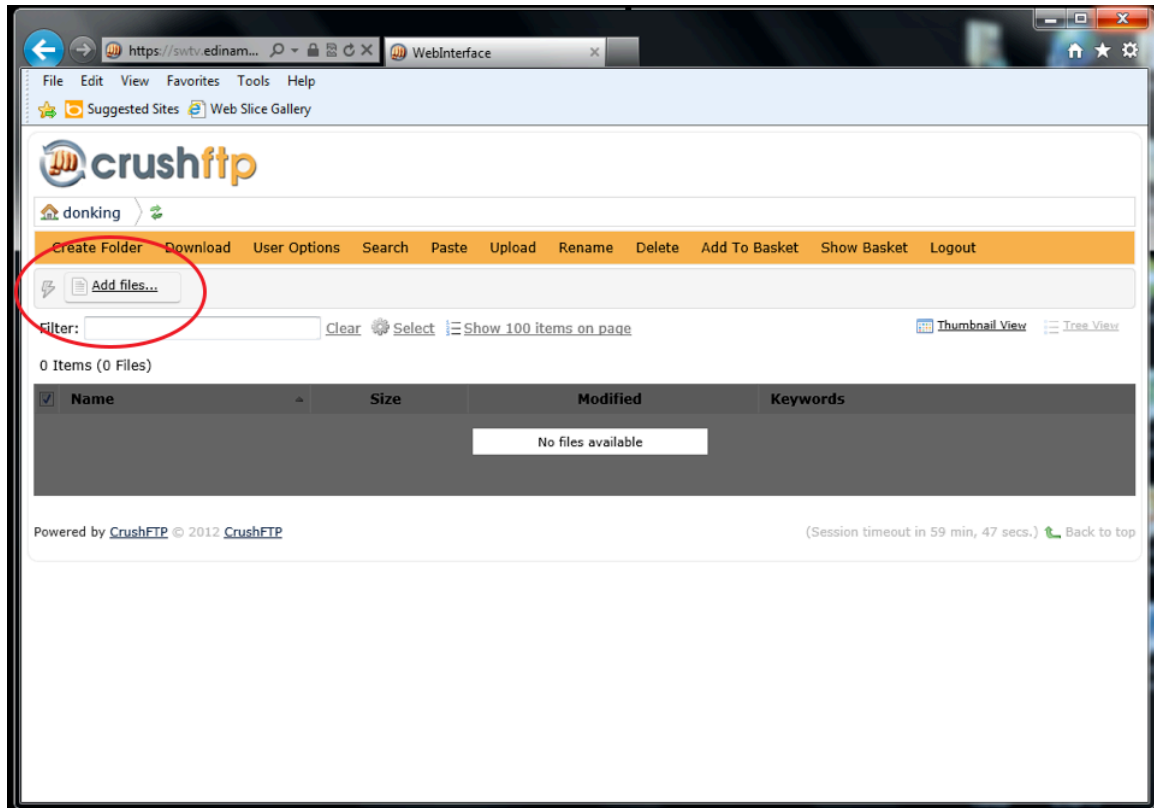 https://swtv.edinam... WebInterface
File Edit View Favorites Tools Help
Suggested Sites Web Slice Gallery
crushftp
donking
Create Folder Download User Options Search Paste Upload Rename Delete Add To Basket Show Basket Logout
Add files...
Filter: Clear Select Show 100 items on page Thumbnail View Tree View
0 Items (0 Files)
Name Size Modified Keywords
No files available
Powered by CrushFTP © 2012 CrushFTP (Session timeout in 59 min, 47 secs.) Back to top